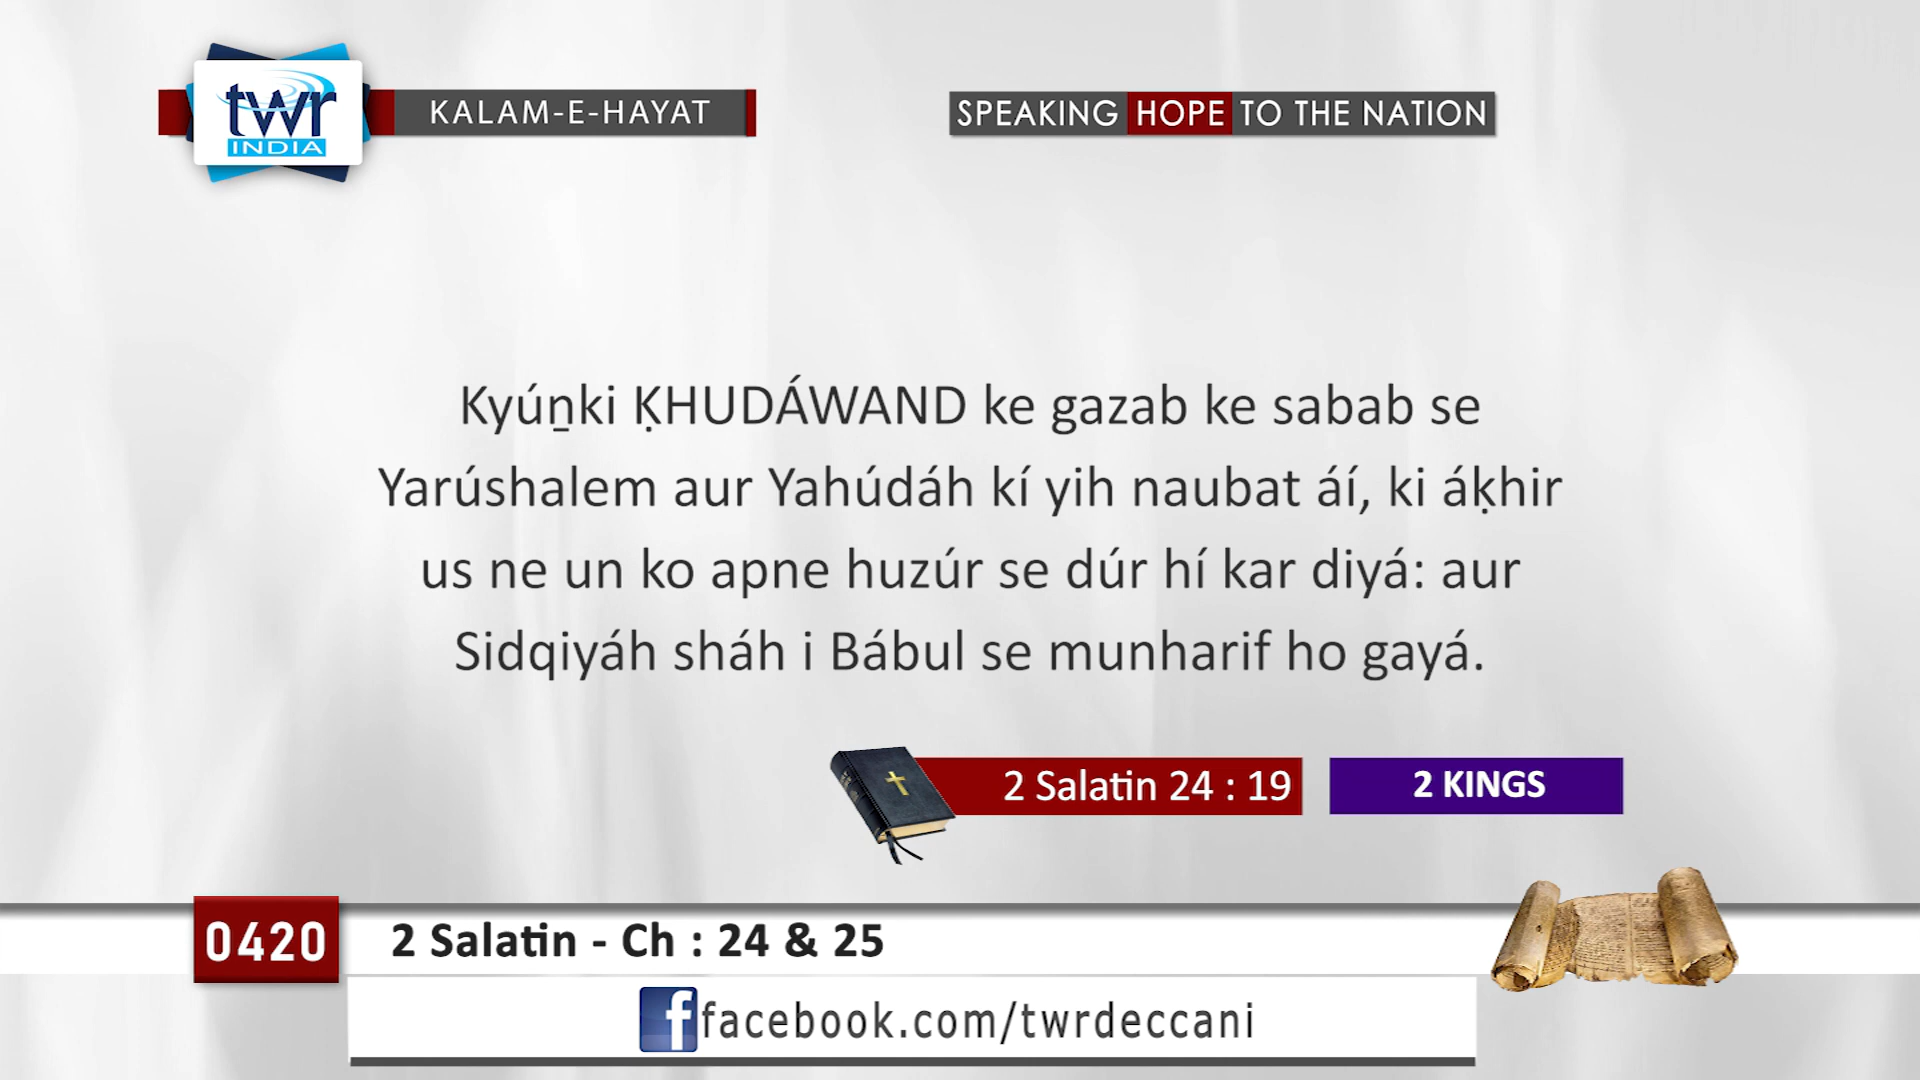 twr
INDIA
KALAM-E-HAYAT
SPEAKING HOPE TO THE NATION
Kyúṉki ḲHUDÁWAND ke gazab ke sabab se
Yarúshalem aur Yahúdáh kí yih naubat áí, ki áḳhir
us ne un ko apne huzúr se dúr hí kar diyá: aur
Sidqiyáh sháh i Bábul se munharif ho gayá.
2 Salatin 24 : 19
2 KINGS
0420
2 Salatin - Ch : 24 & 25
facebook.com/twrdeccani